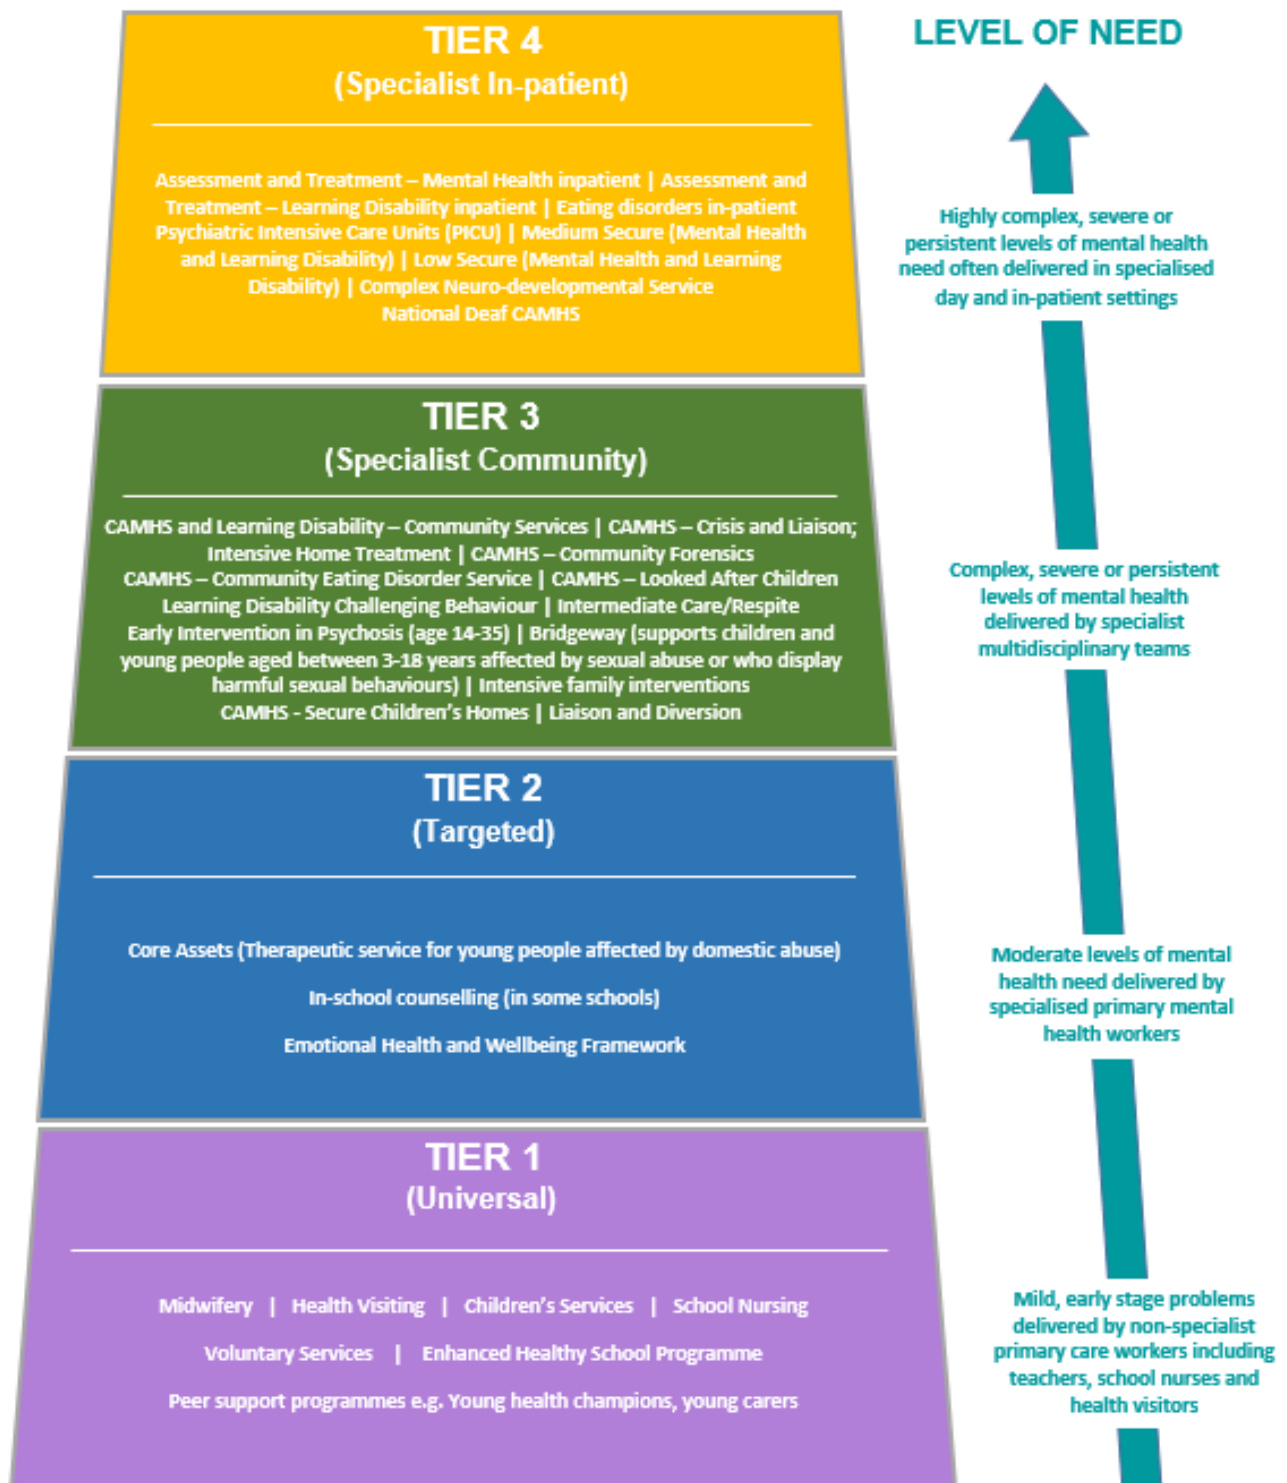 TIER 4
(Specialist In-patient)
Assessment and Treatment – Mental Health inpatient | Assessment and
Treatment – Learning Disability inpatient | Eating disorders in-patient
Psychiatric Intensive Care Units (PICU) | Medium Secure (Mental Health
and Learning Disability) | Low Secure (Mental Health and Learning
Disability) | Complex Neuro-developmental Service
National Deaf CAMHS
LEVEL OF NEED
Highly complex, severe or
persistent levels of mental health
need often delivered in specialised
day and in-patient settings
TIER 3
(Specialist Community)
CAMHS and Learning Disability – Community Services | CAMHS – Crisis and Liaison;
Intensive Home Treatment | CAMHS – Community Forensics
CAMHS – Community Eating Disorder Service | CAMHS – Looked After Children
Learning Disability Challenging Behaviour | Intermediate Care/Respite
Early Intervention in Psychosis (age 14-35) | Bridgeway (supports children and
young people aged between 3-18 years affected by sexual abuse or who display
harmful sexual behaviours) | Intensive family interventions
CAMHS - Secure Children's Homes | Liaison and Diversion
Complex, severe or persistent
levels of mental health
delivered by specialist
multidisciplinary teams
TIER 2
(Targeted)
Core Assets (Therapeutic service for young people affected by domestic abuse)
In-school counselling (in some schools)
Emotional Health and Wellbeing Framework
Moderate levels of mental
health need delivered by
specialised primary mental
health workers
TIER 1
(Universal)
Midwifery | Health Visiting | Children's Services | School Nursing
Voluntary Services | Enhanced Healthy School Programme
Peer support programmes e.g. Young health champions, young carers
Mild, early stage problems
delivered by non-specialist
primary care workers including
teachers, school nurses and
health visitors